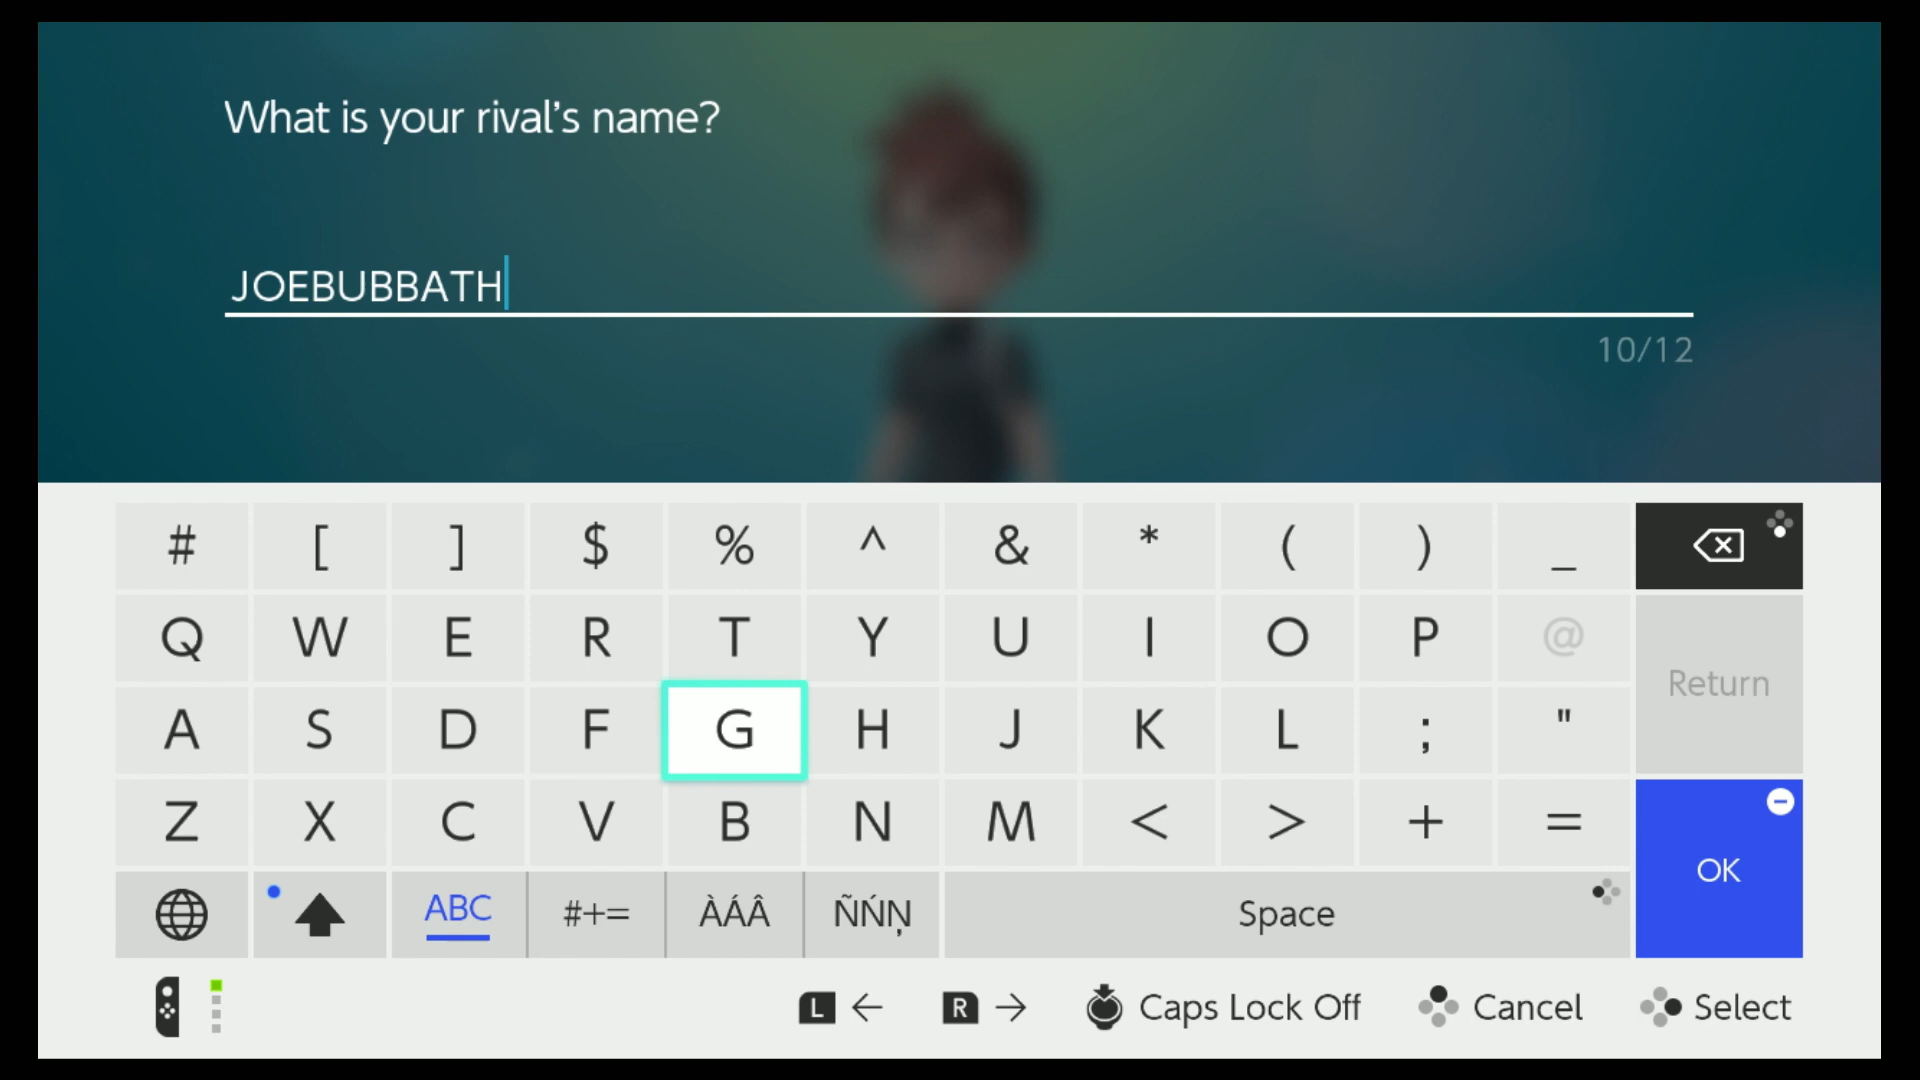 What is your rival's name?
JOEBUBBATH
10/12
# [ ] $ % ^ & * ( ) _
Q W E R T Y U I O P @
Return
A S D F G H J K L ; "
Z X C V B N M < > + =
OK
ABC #+= ÀÁÂ ÑŃŅ Space
L ← R → Caps Lock Off Cancel Select